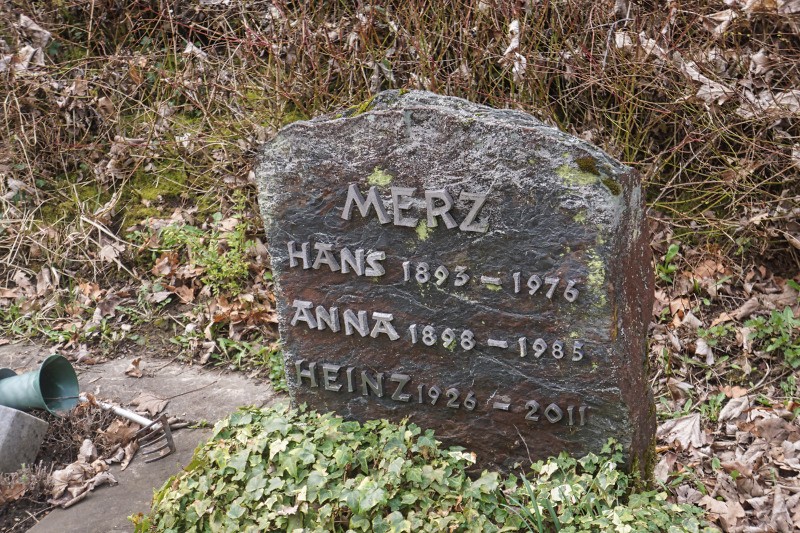 MERZ
HANS 1893 – 1976
ANNA 1898 – 1985
HEINZ 1926 – 2011